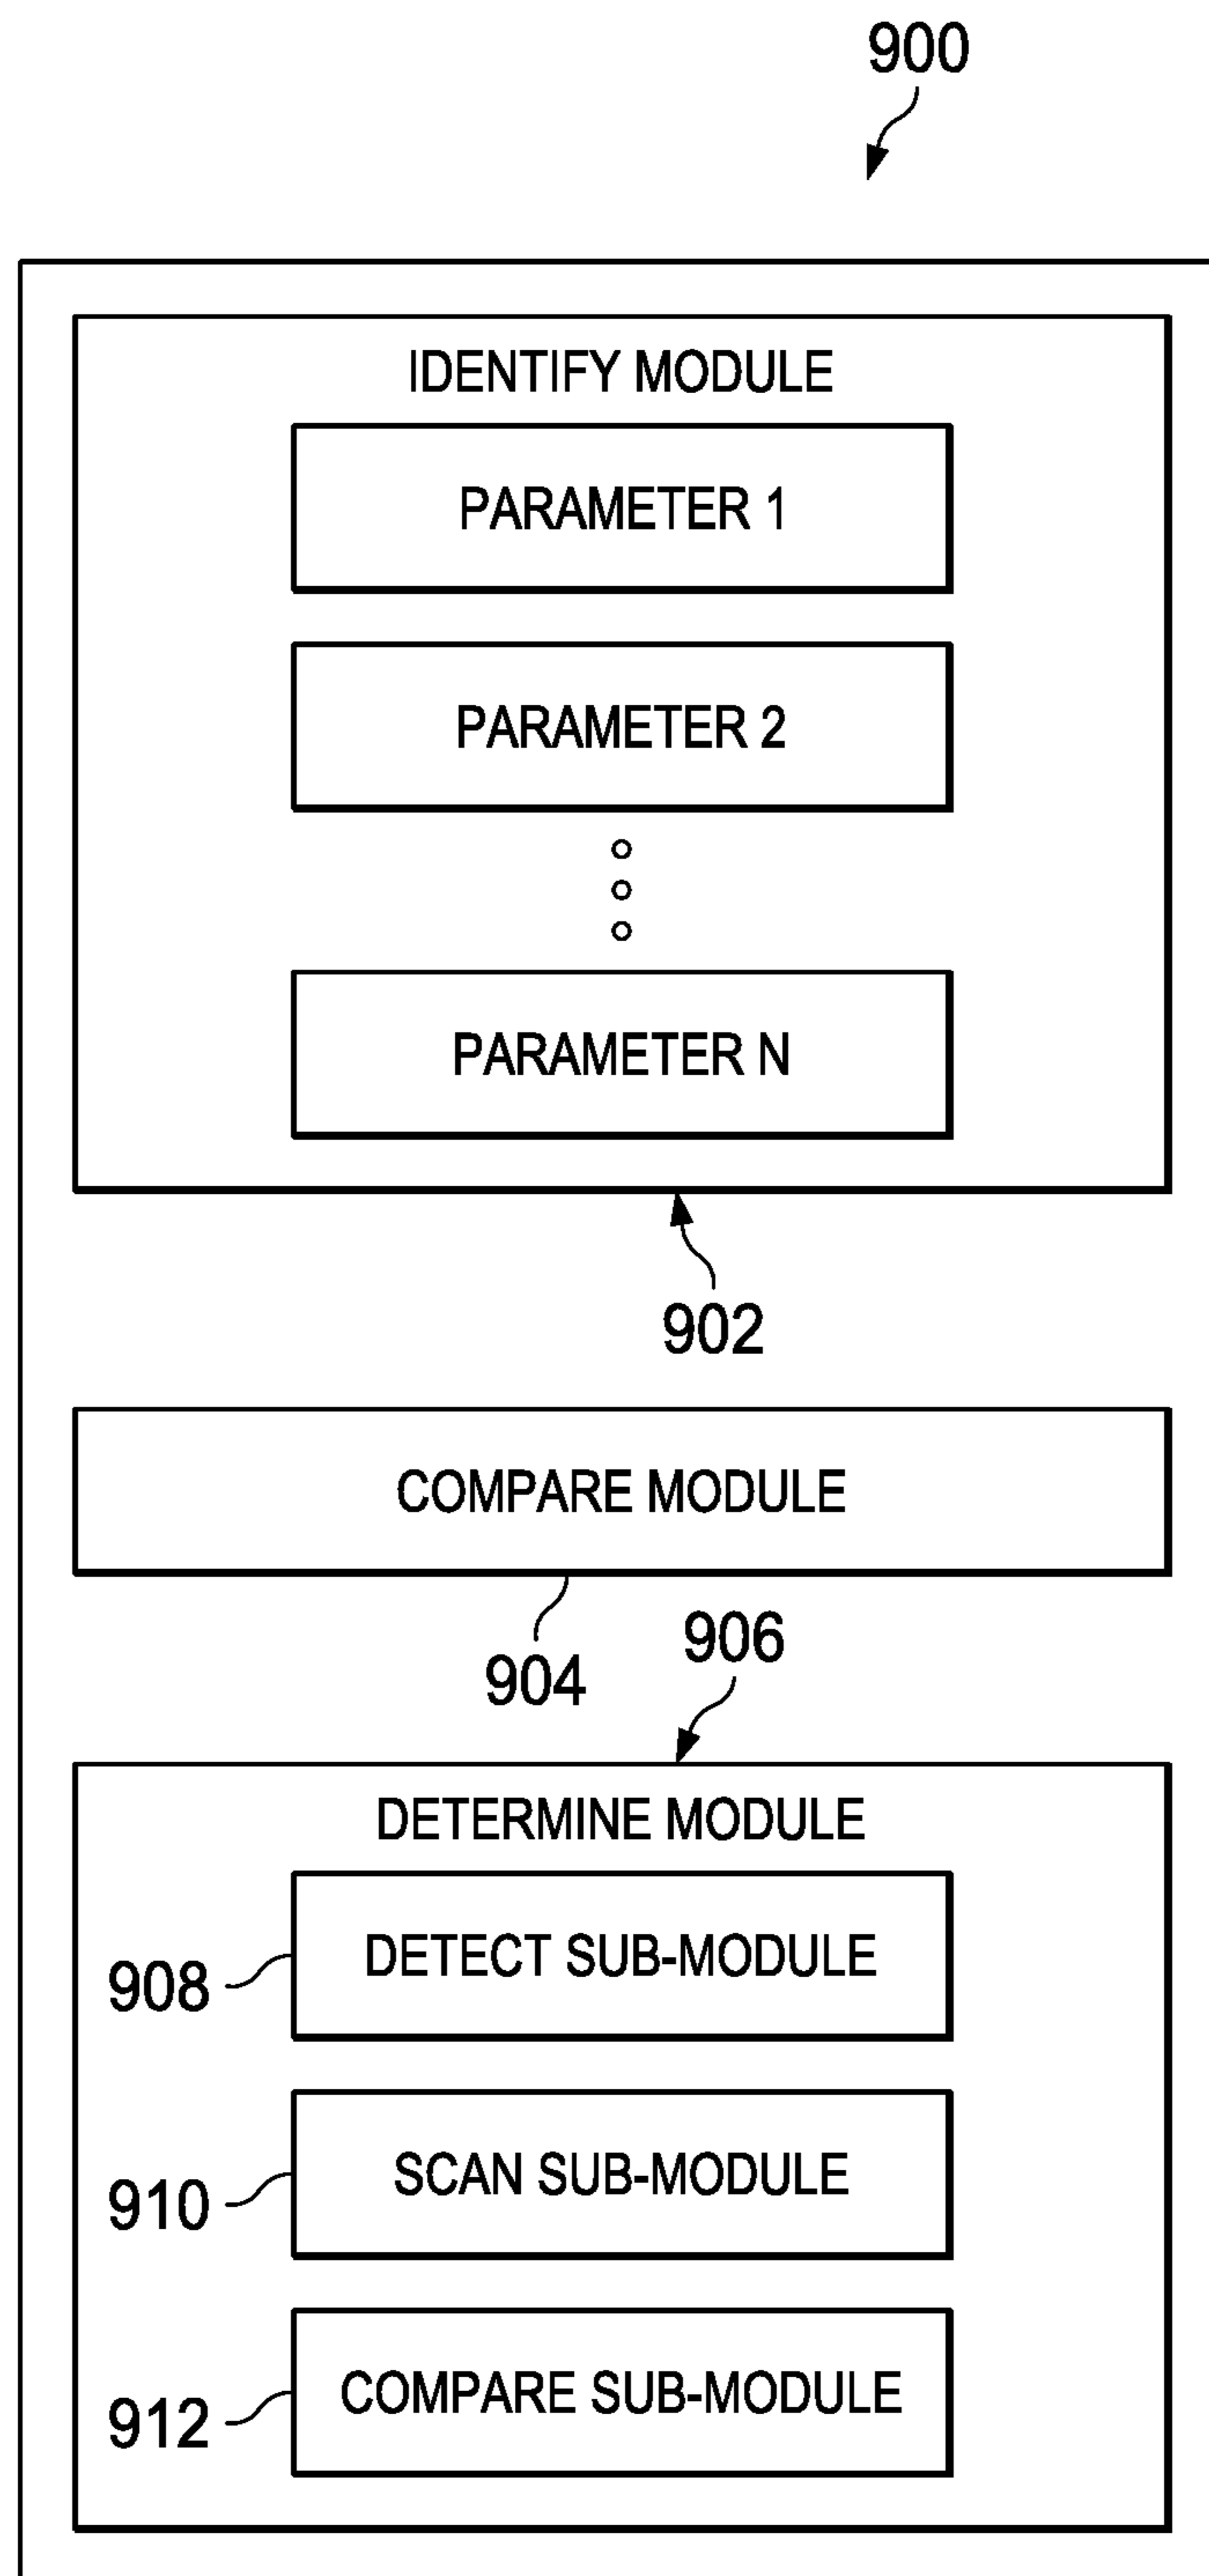 900
IDENTIFY MODULE
PARAMETER 1
PARAMETER 2
PARAMETER N
902
COMPARE MODULE
904
906
DETERMINE MODULE
DETECT SUB-MODULE
908
SCAN SUB-MODULE
910
COMPARE SUB-MODULE
912